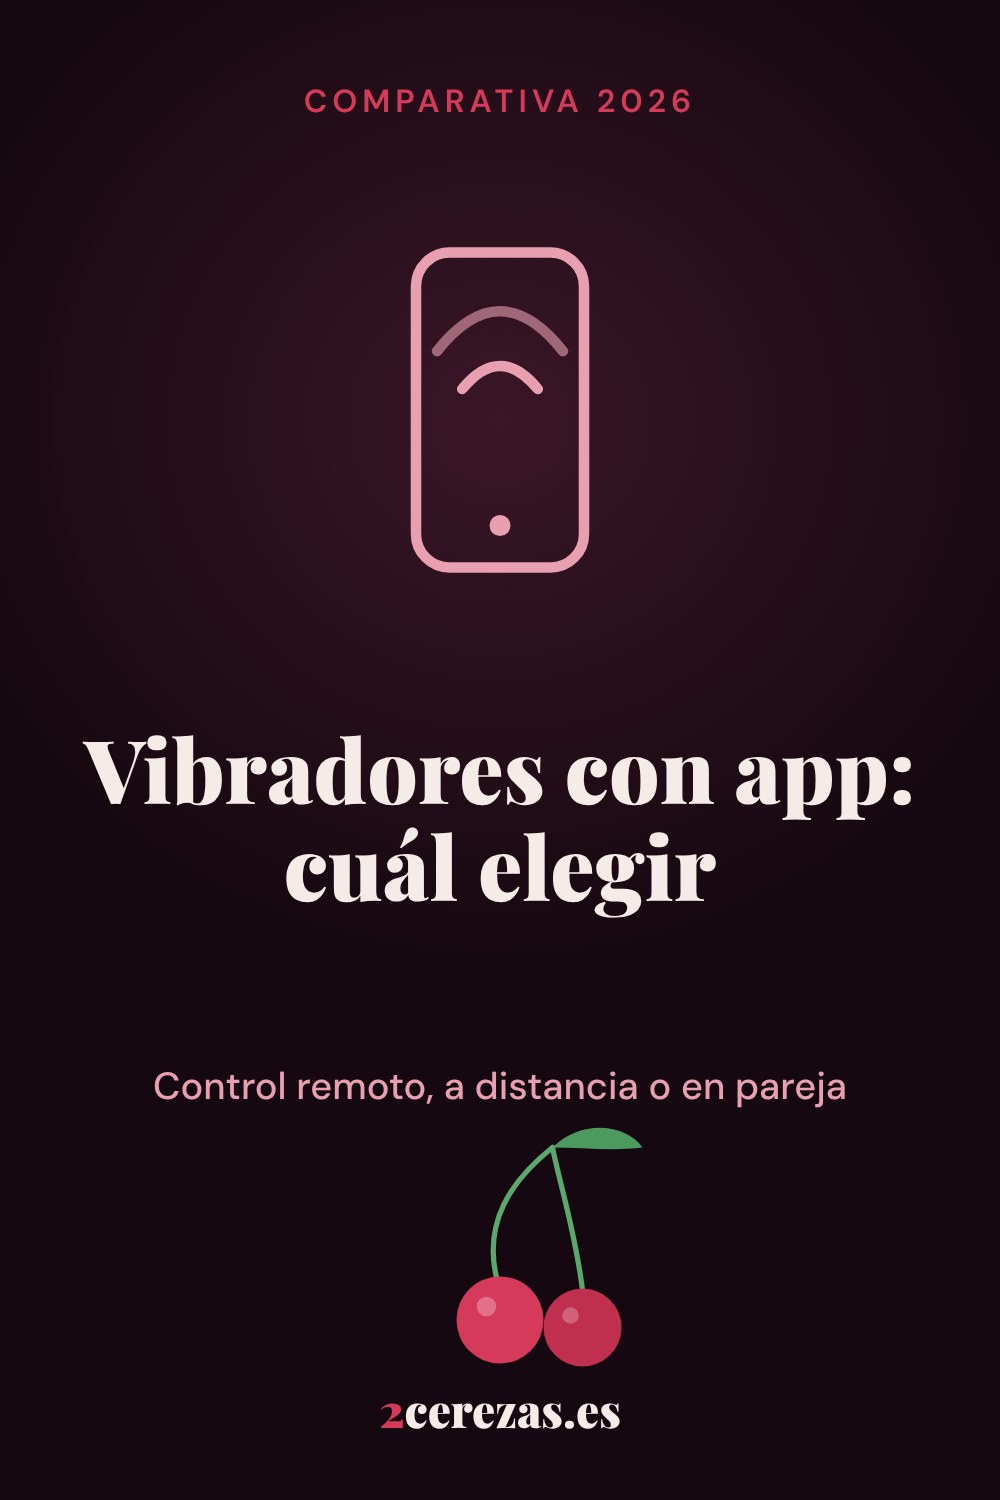 COMPARATIVA 2026
Vibradores con app:
cuál elegir
Control remoto, a distancia o en pareja
2cerezas.es